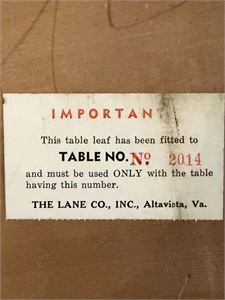 IMPORTANT
This table leaf has been fitted to
TABLE NO. No 2014
and must be used ONLY with the table
having this number.
THE LANE CO., INC., Altavista, Va.